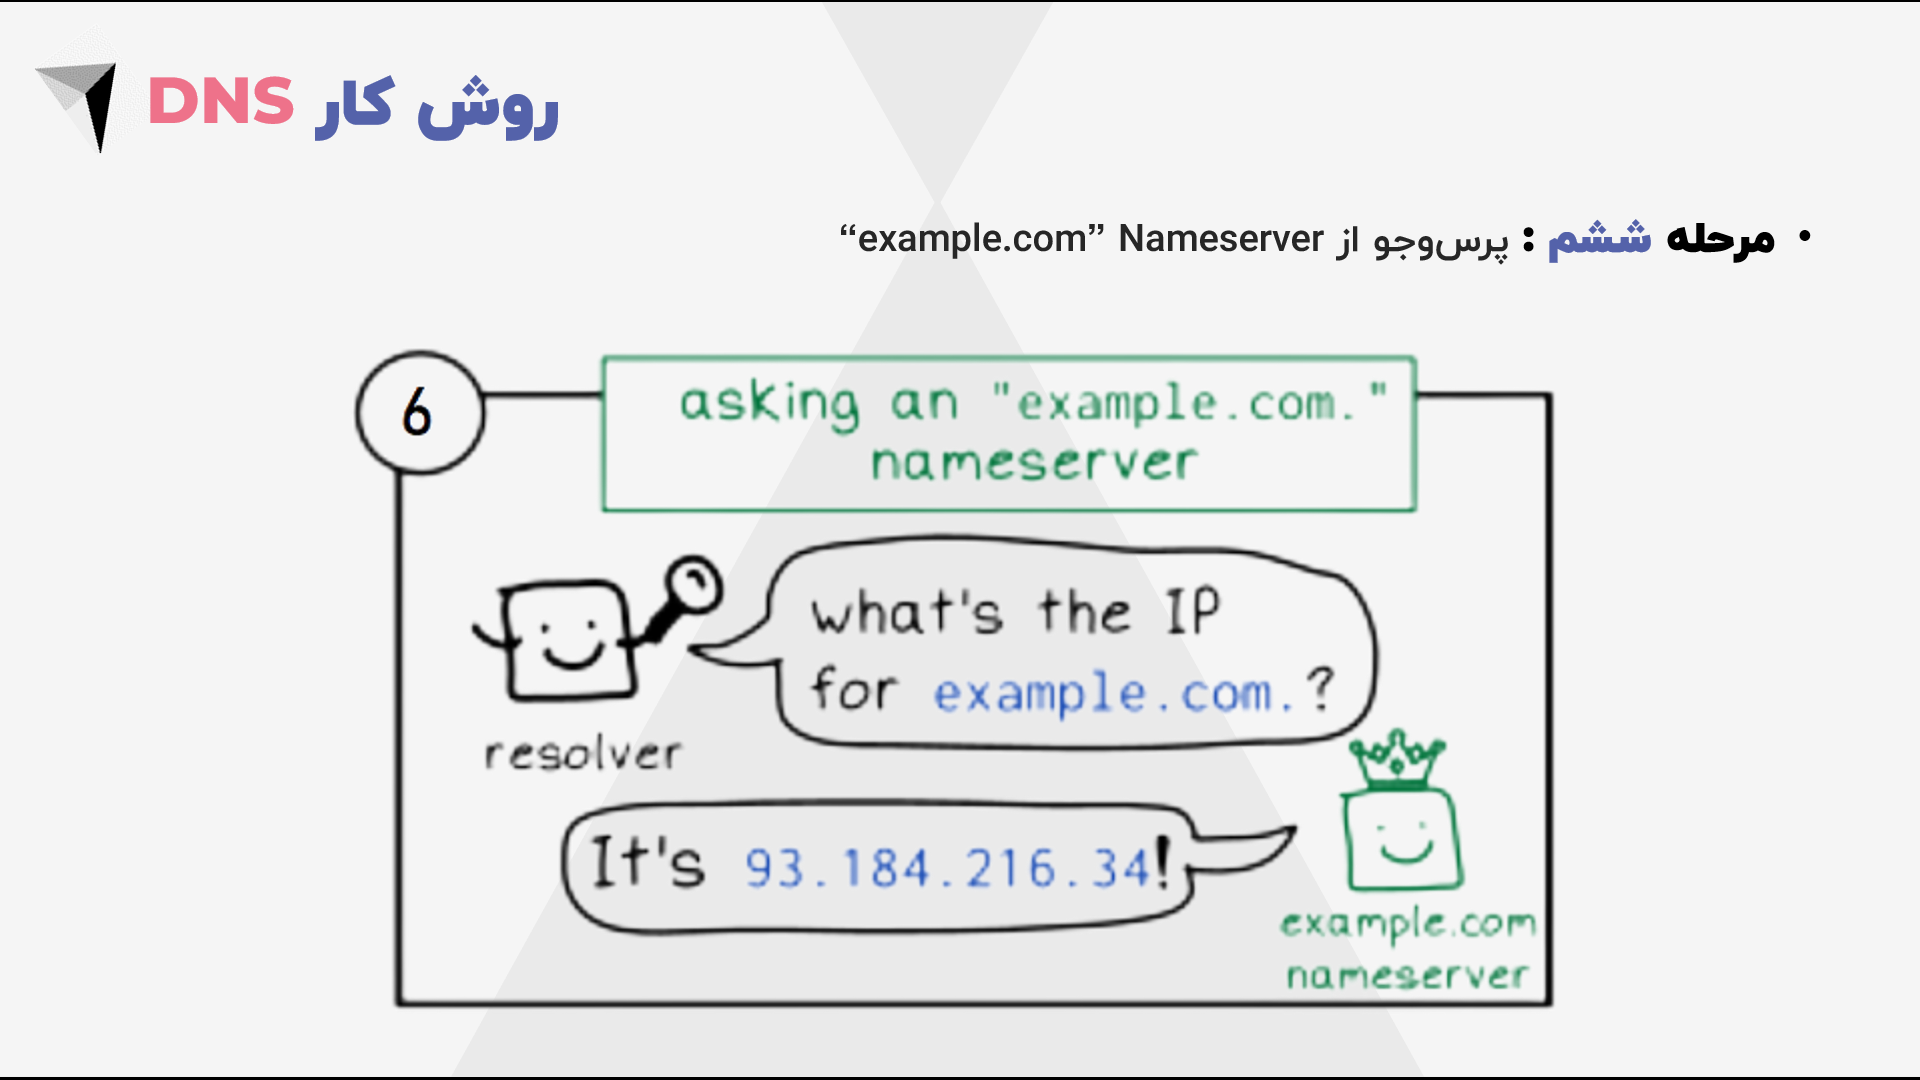 روش کار DNS
• مرحله ششم : پرس‌وجو از Nameserver “example.com”
6
asking an "example.com."
nameserver
what's the IP
for example.com.?
resolver
It's 93.184.216.34!
example.com
nameserver